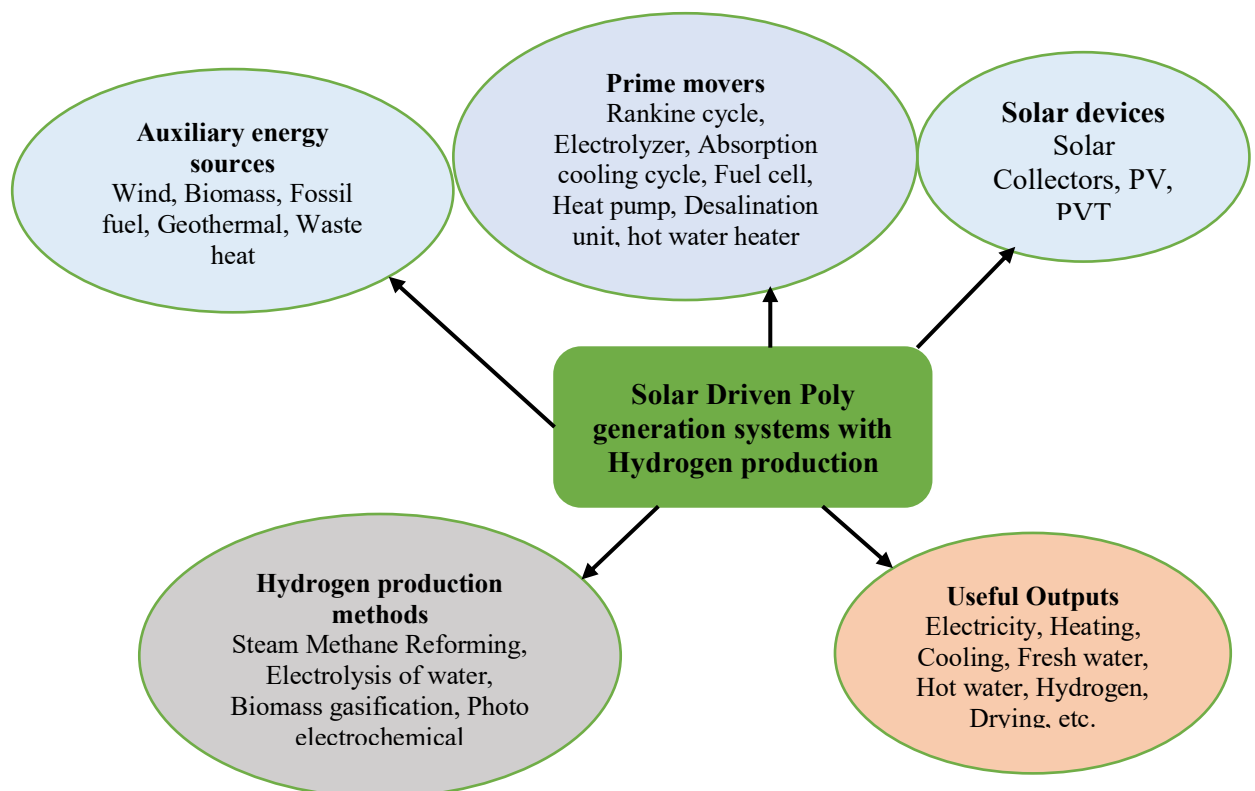 Auxiliary energy
sources
Wind, Biomass, Fossil
fuel, Geothermal, Waste
heat
Prime movers
Rankine cycle,
Electrolyzer, Absorption
cooling cycle, Fuel cell,
Heat pump, Desalination
unit, hot water heater
Solar devices
Solar
Collectors, PV,
PVT
Solar Driven Poly
generation systems with
Hydrogen production
Hydrogen production
methods
Steam Methane Reforming,
Electrolysis of water,
Biomass gasification, Photo
electrochemical
Useful Outputs
Electricity, Heating,
Cooling, Fresh water,
Hot water, Hydrogen,
Drying, etc.